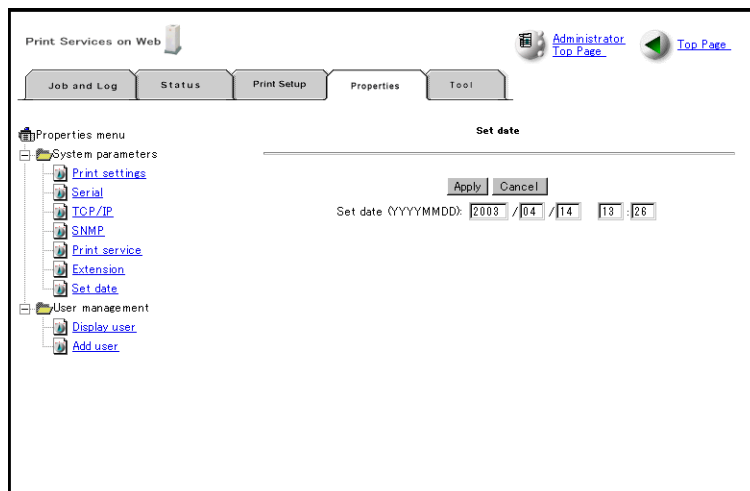 Print Services on Web
Administrator
Top Page
Top Page
Job and Log
Status
Print Setup
Properties
Tool
Properties menu
System parameters
Print settings
Serial
TCP/IP
SNMP
Print service
Extension
Set date
User management
Display user
Add user
Set date
Apply Cancel
Set date (YYYYMMDD): 2003 /04 /14 13 :26